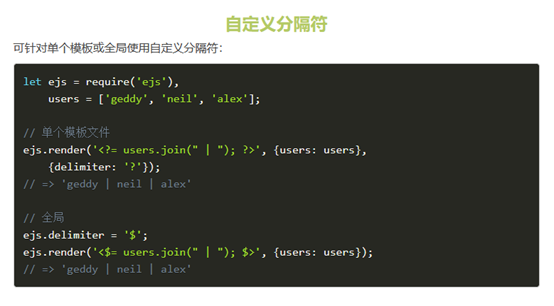 自定义分隔符
可针对单个模板或全局使用自定义分隔符：
let ejs = require('ejs'),
    users = ['geddy', 'neil', 'alex'];
// 单个模板文件
ejs.render('<?= users.join(" | "); ?>', {users: users},
    {delimiter: '?'});
// => 'geddy | neil | alex'
// 全局
ejs.delimiter = '$';
ejs.render('<$= users.join(" | "); $>', {users: users});
// => 'geddy | neil | alex'